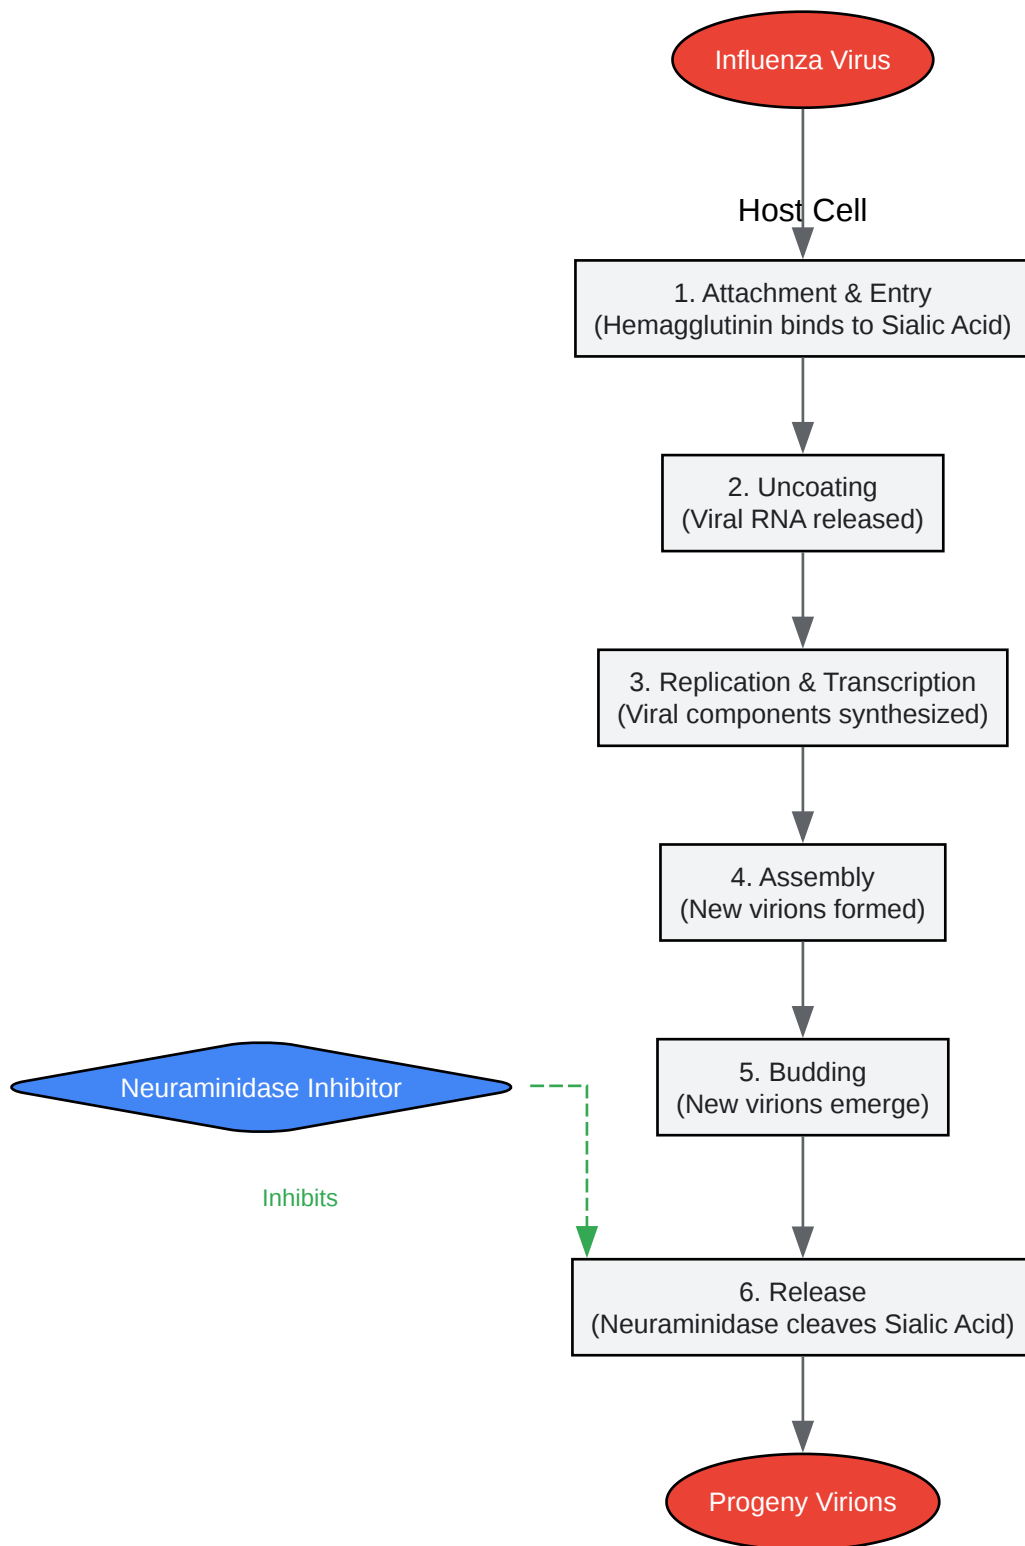 Influenza Virus
Host Cell
1. Attachment & Entry
(Hemagglutinin binds to Sialic Acid)
2. Uncoating
(Viral RNA released)
3. Replication & Transcription
(Viral components synthesized)
4. Assembly
(New virions formed)
Neuraminidase Inhibitor
5. Budding
(New virions emerge)
Inhibits
6. Release
(Neuraminidase cleaves Sialic Acid)
Progeny Virions